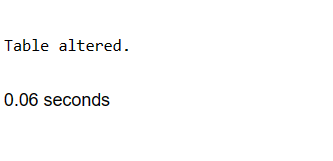 Table altered.
0.06 seconds